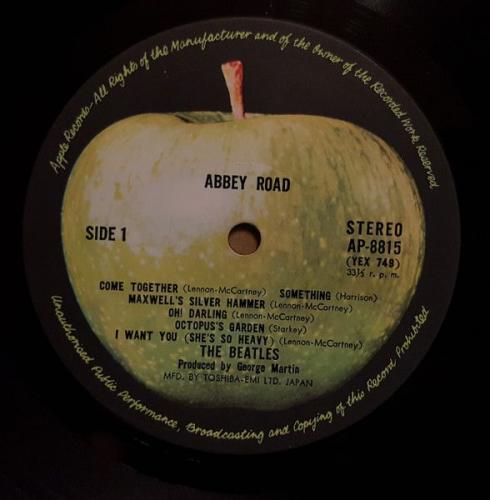 Apple Records-All Rights of the Manufacturer and of the Owner of the Recorded Work Reserved
ABBEY ROAD
SIDE 1
STEREO
AP-8815
(YEX 749)
33⅓ r. p. m.
COME TOGETHER (Lennon-McCartney) SOMETHING (Harrison)
MAXWELL'S SILVER HAMMER (Lennon-McCartney)
OH! DARLING (Lennon-McCartney)
OCTOPUS'S GARDEN (Starkey)
I WANT YOU (SHE'S SO HEAVY) (Lennon-McCartney)
THE BEATLES
Produced by George Martin
MFD. BY TOSHIBA-EMI LTD. JAPAN
Unauthorised Public Performance, Broadcasting and Copying of this Record Prohibited